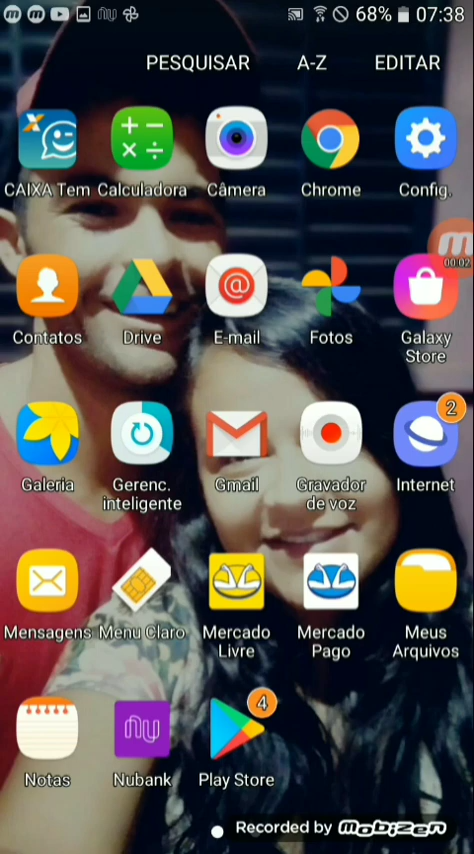 68% 07:38
PESQUISAR A-Z EDITAR
CAIXA Tem Calculadora Câmera Chrome Config.
00:02
Contatos Drive E-mail Fotos Galaxy
Store
2
Galeria Gerenc. Gmail Gravador Internet
inteligente de voz
Mensagens Menu Claro Mercado Mercado Meus
Livre Pago Arquivos
4
Notas Nubank Play Store
Recorded by mobizen